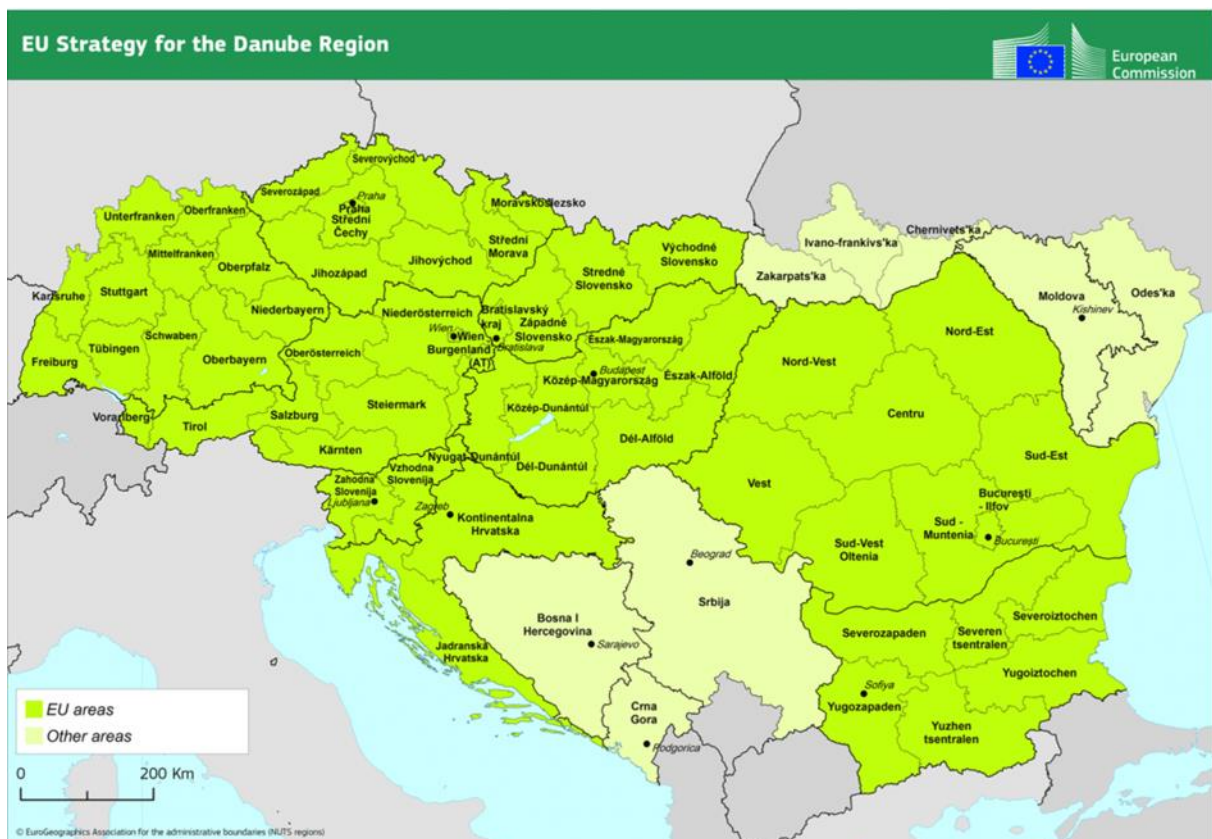 EU Strategy for the Danube Region
European
Commission
Severovýchod
Severozápad
Praha
Praha
Střední
Čechy
Moravskoslezsko
Unterfranken
Oberfranken
Mittelfranken
Oberpfalz
Jihozápad
Jihovýchod
Střední
Morava
Východné
Slovensko
Stredné
Slovensko
Ivano-frankivs'ka
Chernivets'ka
Zakarpats'ka
Moldova
Kishinev
Odes'ka
Karlsruhe
Stuttgart
Niederbayern
Niederösterreich
Bratislavský
kraj
Západné
Slovensko
Wien
Wien
Bratislava
Burgenland
(AT)
Schwaben
Freiburg
Tübingen
Oberbayern
Oberösterreich
Észak-Magyarország
Budapest
Közép-Magyarország
Észak-Alföld
Nord-Vest
Nord-Est
Vorarlberg
Tirol
Salzburg
Steiermark
Kärnten
Közép-Dunántúl
Nyugat-Dunántúl
Dél-Dunántúl
Dél-Alföld
Centru
Sud-Est
Vzhodna
Slovenija
Zahodna
Slovenija
Ljubljana
Zagreb
Kontinentalna
Hrvatska
Vest
Bucureşti
- Ilfov
Sud -
Muntenia
Bucureşti
Sud-Vest
Oltenia
Beograd
Srbija
Bosna I
Hercegovina
Sarajevo
Jadranska
Hrvatska
Crna
Gora
Podgorica
Severozapaden
Severen
tsentralen
Severoiztochen
Yugoiztochen
Sofiya
Yugozapaden
Yuzhen
tsentralen
EU areas
Other areas
0 200 Km
© EuroGeographics Association for the administrative boundaries (NUTS regions)